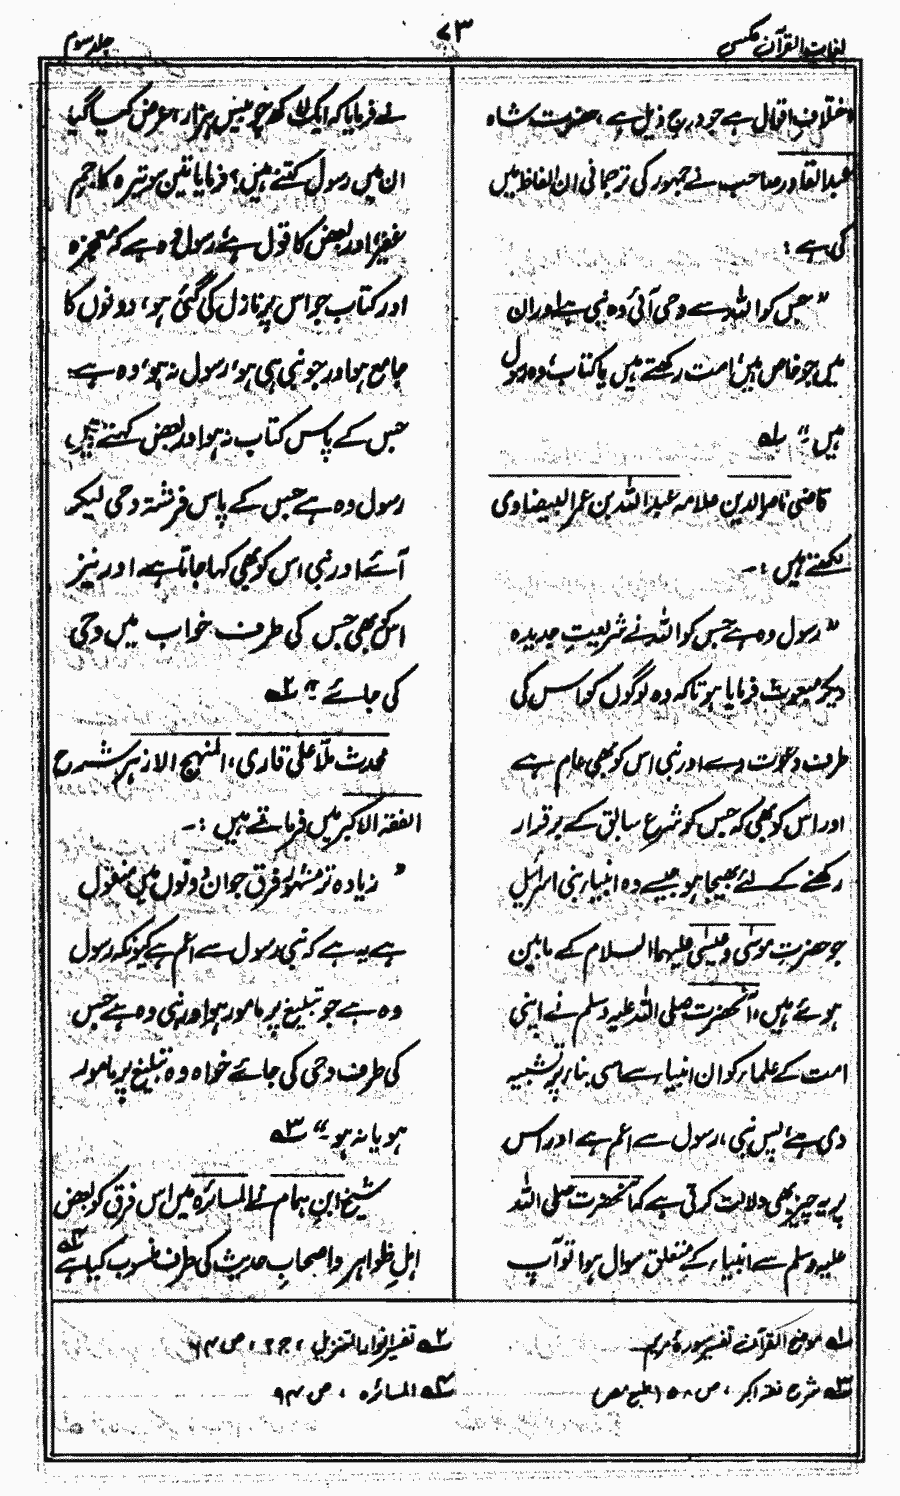 لغات القرآن عکسی
۷۳
جلد سوم
اختلافِ اقوال ہے جو درج ذیل ہے، حضرت شاہ
عبدالقادر صاحب نے جمہور کی ترجمانی ان الفاظ میں
کی ہے :
”جس کو اللہ سے وحی آئی وہ نبی ہے اور ان
میں جو خاص ہیں، امت رکھتے ہیں یا کتاب، وہ رسول
ہیں“ ۱؎
قاضی ناصر الدین علامہ عبداللہ بن عمر البیضاوی
لکھتے ہیں :۔
”رسول وہ ہے جس کو اللہ نے شریعتِ جدیدہ
دیکر مبعوث فرمایا ہو تاکہ وہ لوگوں کو اس کی
طرف دعوت دے اور نبی اس کو بھی عام ہے
اور اس کو بھی کہ جس کو شرع سابق کے برقرار
رکھنے کے لئے بھیجا ہو جیسے وہ انبیاء بنی اسرائیل
جو حضرت موسٰی و عیسٰی علیہما السلام کے مابین
ہوئے ہیں، آنحضرت صلی اللہ علیہ وسلم نے اپنی
امت کے علماء کو ان انبیاء سے اسی بناء پر تشبیہ
دی ہے، پس نبی، رسول سے اعم ہے اور اس
پر یہ چیز بھی دلالت کرتی ہے کہ آنحضرت صلی اللہ
علیہ وسلم سے انبیاء کے متعلق سوال ہوا تو آپ
نے فرمایا کہ ایک لاکھ چوبیس ہزار، عرض کیا گیا
ان میں رسول کتنے ہیں؟ فرمایا تین سو تیرہ کا جم
غفیر، اور بعض کا قول ہے، رسول وہ ہے کہ معجزہ
اور کتاب جو اس پر نازل کی گئی ہو، دونوں کا
جامع ہو اور جو نبی ہی ہو، رسول نہ ہو، وہ ہے
جس کے پاس کتاب نہ ہو اور بعض کہتے ہیں
رسول وہ ہے جس کے پاس فرشتہ وحی لیکر
آئے اور نبی اس کو بھی کہا جاتا ہے اور نیز
اس کو بھی جس کی طرف خواب میں وحی
کی جائے“ ۲؎
محدث ملّا علی قاری، المنہج الازہر شرح
الفقہ الاکبر میں فرماتے ہیں :۔
”زیادہ تر مشہور فرق جو ان دونوں میں منقول
ہے یہ ہے کہ نبی رسول سے اعم ہے کیونکہ رسول
وہ ہے جو تبلیغ پر مامور ہو اور نبی وہ ہے جس
کی طرف وحی کی جائے خواہ وہ تبلیغ پر مامور
ہو یا نہ ہو“ ۳؎
شیخ ابن ہمام نے المسائرہ میں اس فرق کو بعض
اہلِ ظواہر و اصحابِ حدیث کی طرف منسوب کیا ہے ۴؎
۱؎ موضح القرآن تفسیر سورۂ مریم
۲؎ تفسیر انوار التنزیل ، ج ۲ ، ص
۳؎ شرح فقہ اکبر ، ص ۵۸ (طبع مصر)
۴؎ المسائرہ ، ص